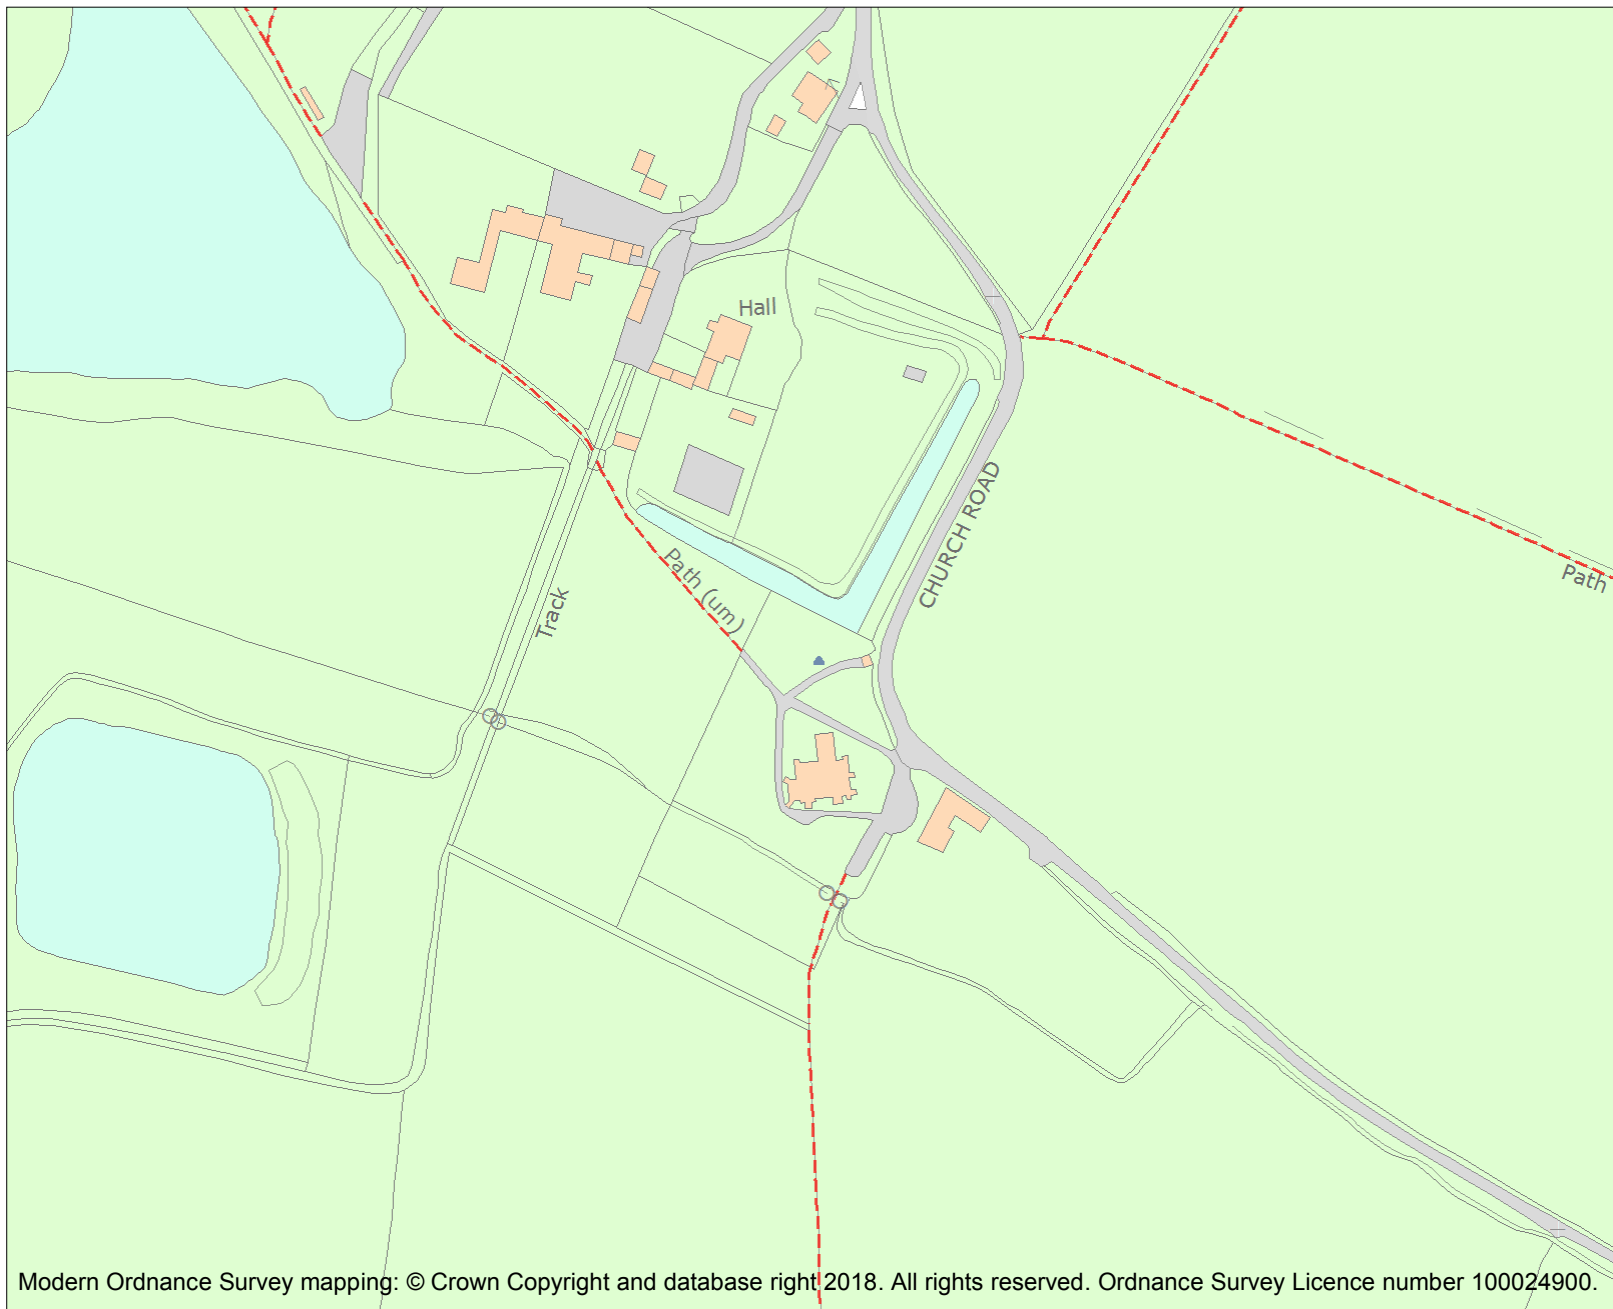 Hall
CHURCH ROAD
Path (um)
Path
Track
Modern Ordnance Survey mapping: © Crown Copyright and database right 2018. All rights reserved. Ordnance Survey Licence number 100024900.